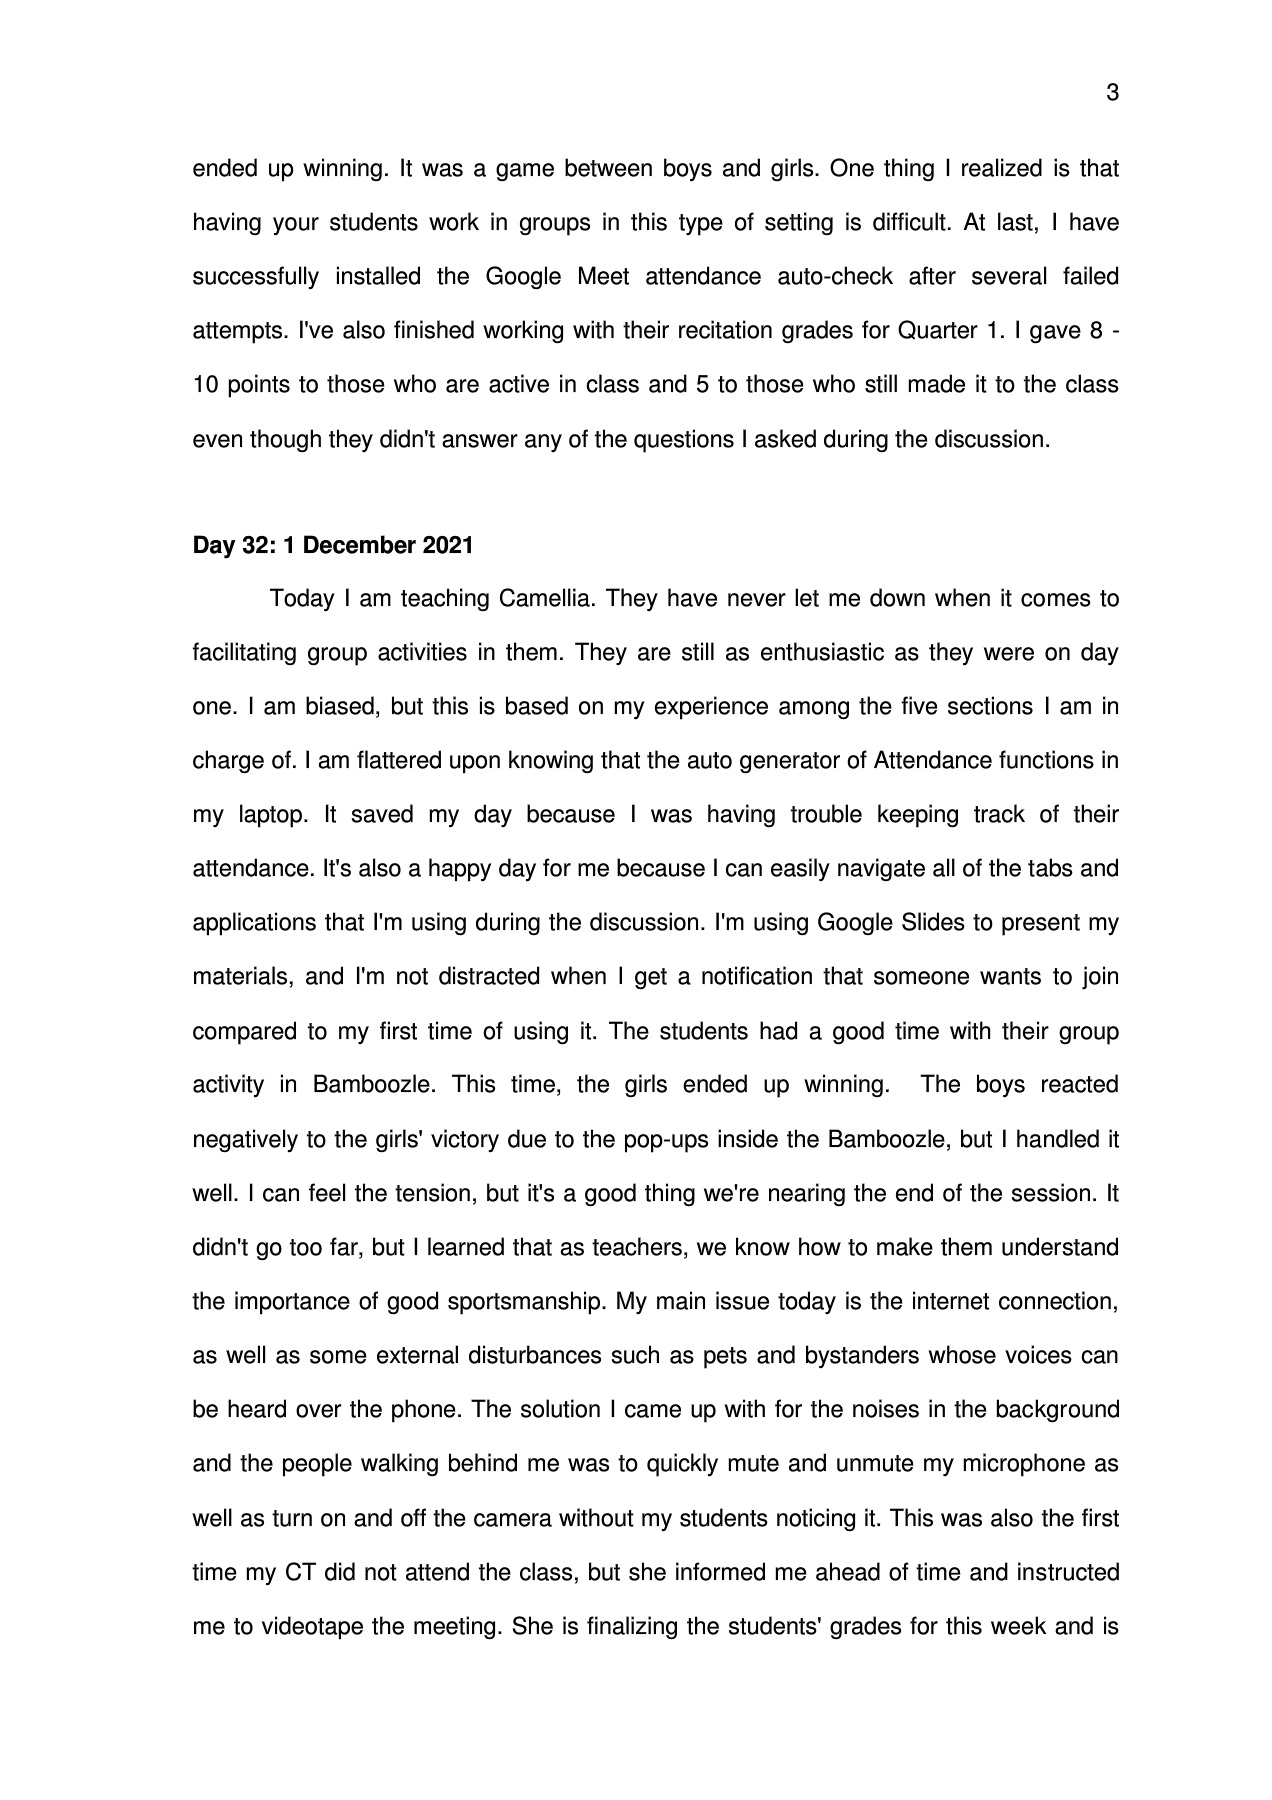 3
ended up winning. It was a game between boys and girls. One thing I realized is that
having your students work in groups in this type of setting is difficult. At last, I have
successfully installed the Google Meet attendance auto-check after several failed
attempts. I've also finished working with their recitation grades for Quarter 1. I gave 8 -
10 points to those who are active in class and 5 to those who still made it to the class
even though they didn't answer any of the questions I asked during the discussion.
Day 32: 1 December 2021
Today I am teaching Camellia. They have never let me down when it comes to
facilitating group activities in them. They are still as enthusiastic as they were on day
one. I am biased, but this is based on my experience among the five sections I am in
charge of. I am flattered upon knowing that the auto generator of Attendance functions in
my laptop. It saved my day because I was having trouble keeping track of their
attendance. It's also a happy day for me because I can easily navigate all of the tabs and
applications that I'm using during the discussion. I'm using Google Slides to present my
materials, and I'm not distracted when I get a notification that someone wants to join
compared to my first time of using it. The students had a good time with their group
activity in Bamboozle. This time, the girls ended up winning.  The boys reacted
negatively to the girls' victory due to the pop-ups inside the Bamboozle, but I handled it
well. I can feel the tension, but it's a good thing we're nearing the end of the session. It
didn't go too far, but I learned that as teachers, we know how to make them understand
the importance of good sportsmanship. My main issue today is the internet connection,
as well as some external disturbances such as pets and bystanders whose voices can
be heard over the phone. The solution I came up with for the noises in the background
and the people walking behind me was to quickly mute and unmute my microphone as
well as turn on and off the camera without my students noticing it. This was also the first
time my CT did not attend the class, but she informed me ahead of time and instructed
me to videotape the meeting. She is finalizing the students' grades for this week and is